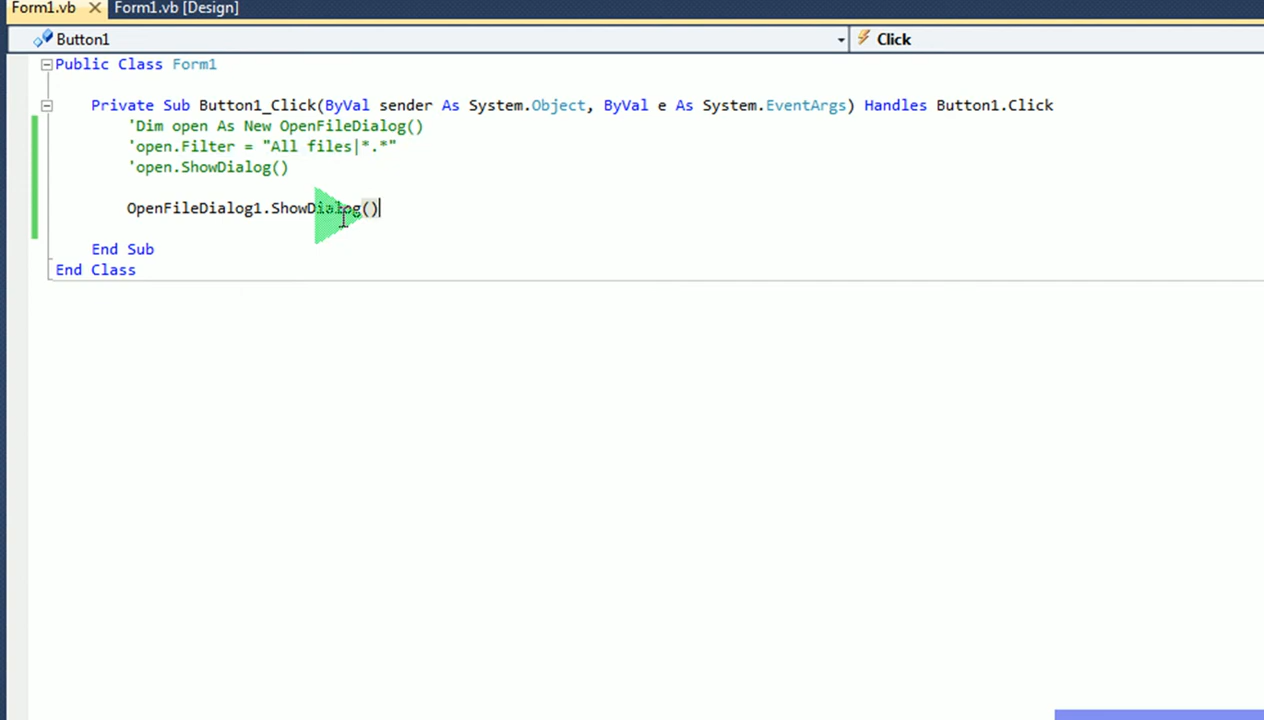 Form1.vb Form1.vb [Design]
Button1 Click
Public Class Form1
Private Sub Button1_Click(ByVal sender As System.Object, ByVal e As System.EventArgs) Handles Button1.Click
'Dim open As New OpenFileDialog()
'open.Filter = "All files|*.*"
'open.ShowDialog()
OpenFileDialog1.ShowDialog()
End Sub
End Class